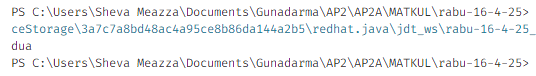 PS C:\Users\Sheva Meazza\Documents\Gunadarma\AP2\AP2A\MATKUL\rabu-16-4-25>
ceStorage\3a7c7a8bd48ac4a95ce8b86da144a2b5\redhat.java\jdt_ws\rabu-16-4-25_
dua
PS C:\Users\Sheva Meazza\Documents\Gunadarma\AP2\AP2A\MATKUL\rabu-16-4-25>